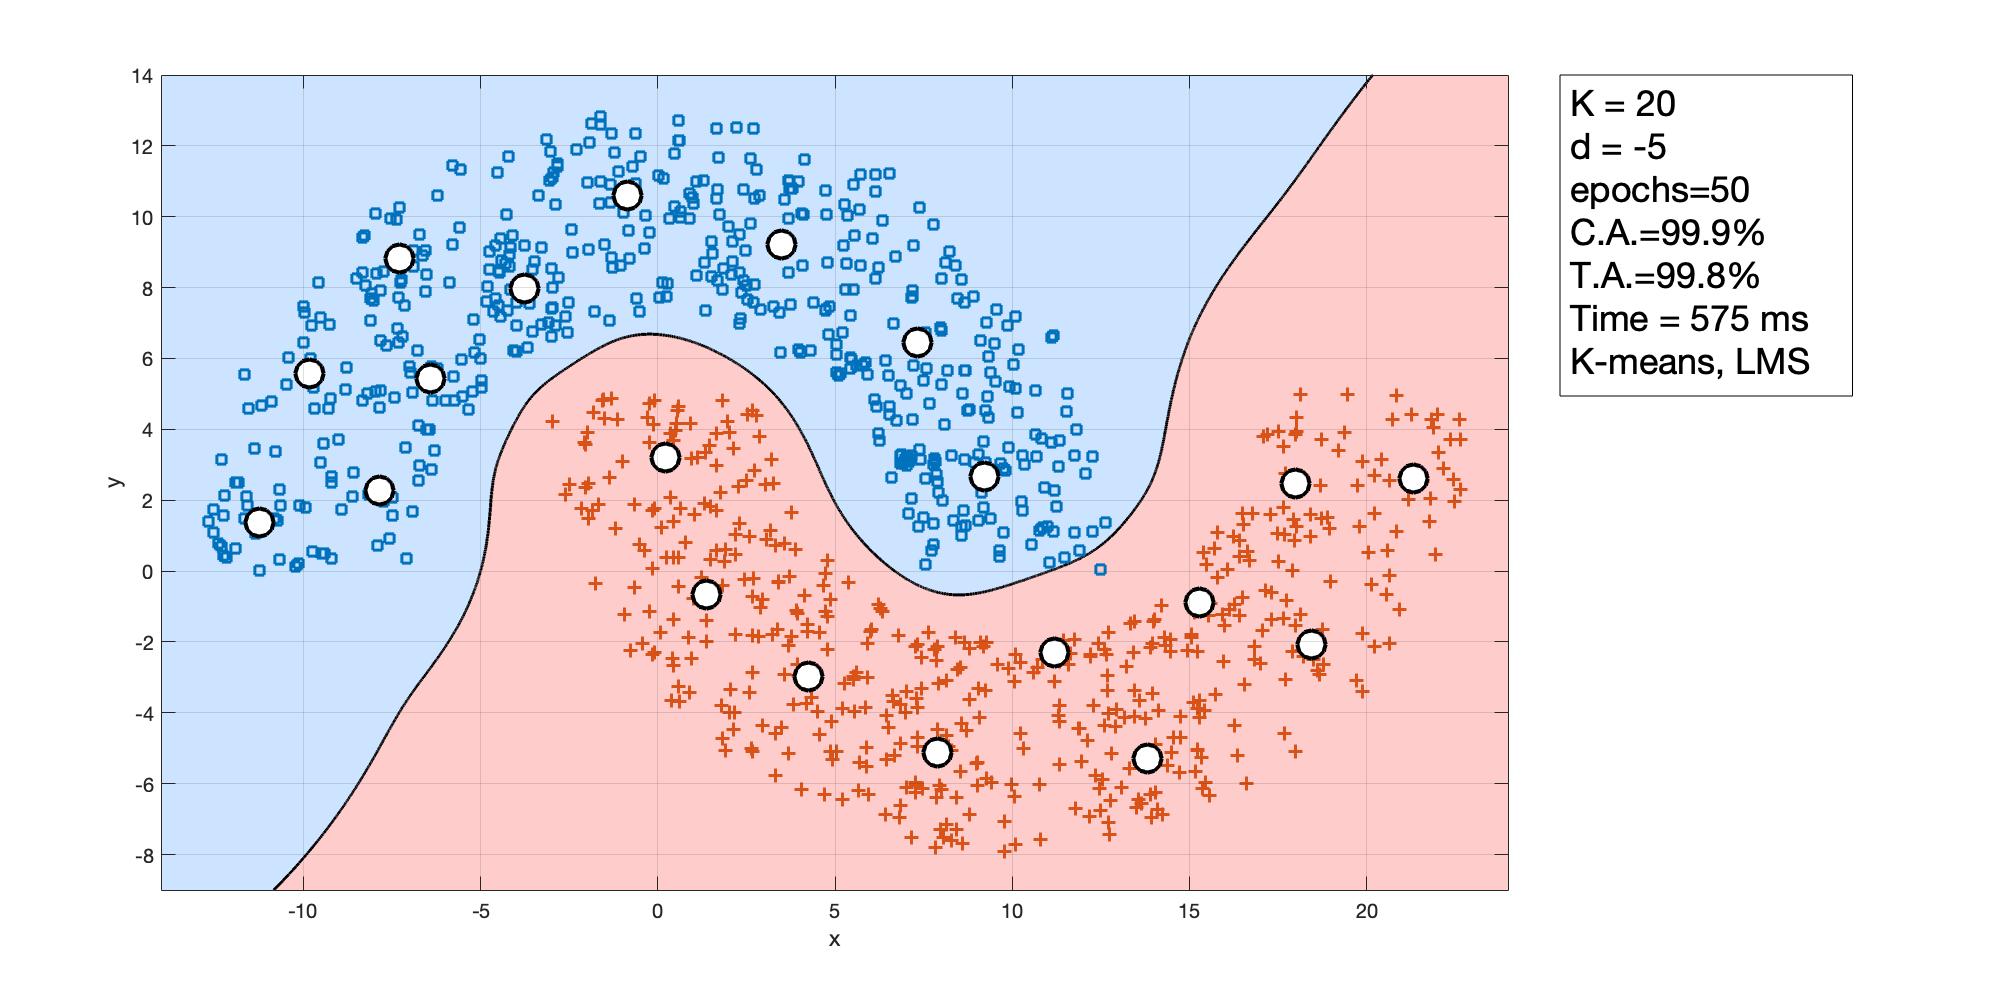 14
12
10
8
6
4
2
0
-2
-4
-6
-8
y
-10 -5 0 5 10 15 20
x
K = 20
d = -5
epochs=50
C.A.=99.9%
T.A.=99.8%
Time = 575 ms
K-means, LMS